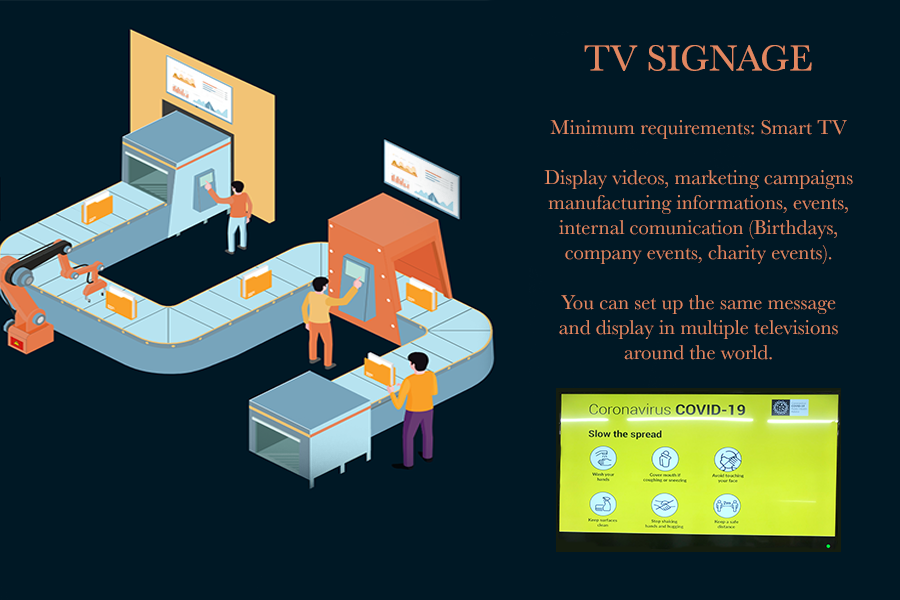 TV SIGNAGE
Minimum requirements: Smart TV
Display videos, marketing campaigns
manufacturing informations, events,
internal comunication (Birthdays,
company events, charity events).
You can set up the same message
and display in multiple televisions
around the world.
Coronavirus COVID-19
Slow the spread
Wash your
hands
Cover mouth if
coughing or sneezing
Avoid touching
your face
Keep surfaces
clean
Stop shaking
hands and hugging
Keep a safe
distance